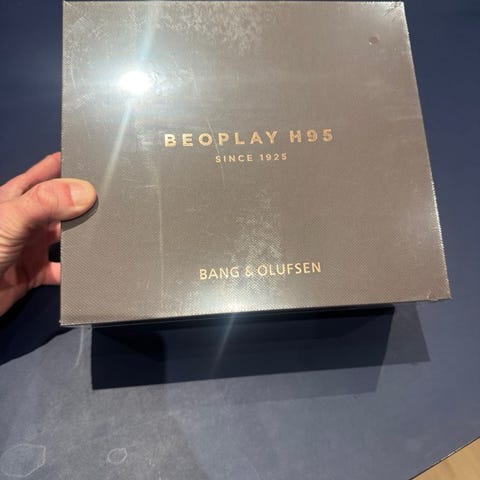 BEOPLAY H95
SINCE 1925
BANG & OLUFSEN